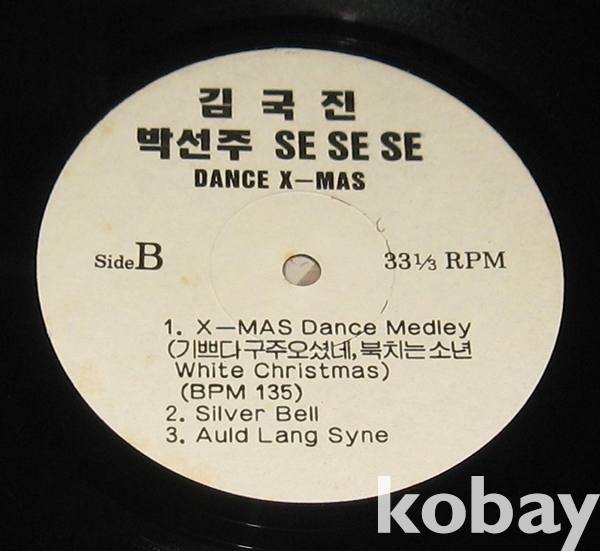 김국진
박선주 SE SE SE
DANCE X-MAS
Side B
33 1/3 RPM
1. X-MAS Dance Medley
(기쁘다구주오셨네, 북치는소년
White Christmas)
(BPM 135)
2. Silver Bell
3. Auld Lang Syne
kobay